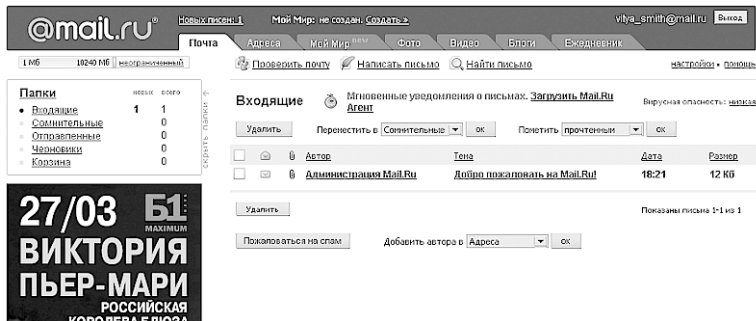 @mail.ru®
Новых писем: 1 Мой Мир: не создан. Создать » vitya_smith@mail.ru Выход
Почта Адреса Мой Мир new Фото Видео Блоги Ежедневник
1 Мб 10240 Мб неограниченный Проверить почту Написать письмо Найти письмо настройки • помощь
Папки новых всего
Входящие 1 1
Сомнительные 0
Отправленные 0
Черновики 0
Корзина 0
скрыть папки
Входящие Мгновенные уведомления о письмах. Загрузить Mail.Ru Агент Вирусная опасность: низкая
Удалить Переместить в Сомнительные ок Пометить прочтенным ок
Автор Тема Дата Размер
Администрация Mail.Ru Добро пожаловать на Mail.Ru! 18:21 12 Кб
Удалить Показаны письма 1-1 из 1
Пожаловаться на спам Добавить автора в Адреса ок
27/03 Б1
MAXIMUM
ВИКТОРИЯ
ПЬЕР-МАРИ
РОССИЙСКАЯ
КОРОЛЕВА БЛЮЗА